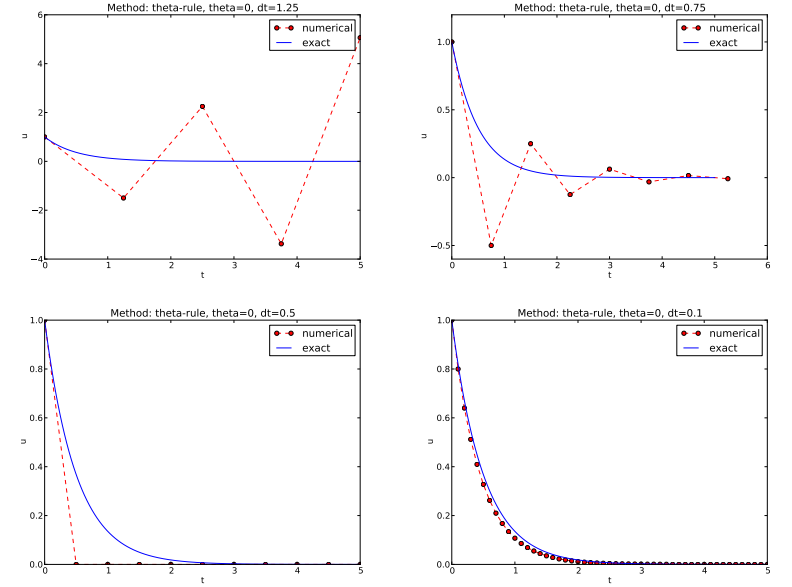 Method: theta-rule, theta=0, dt=1.25
6
4
2
0
−2
−4
u
numerical
exact
0 1 2 3 4 5
t
Method: theta-rule, theta=0, dt=0.75
1.0
0.5
0.0
−0.5
u
numerical
exact
0 1 2 3 4 5 6
t
Method: theta-rule, theta=0, dt=0.5
1.0
0.8
0.6
0.4
0.2
0.0
u
numerical
exact
0 1 2 3 4 5
t
Method: theta-rule, theta=0, dt=0.1
1.0
0.8
0.6
0.4
0.2
0.0
u
numerical
exact
0 1 2 3 4 5
t